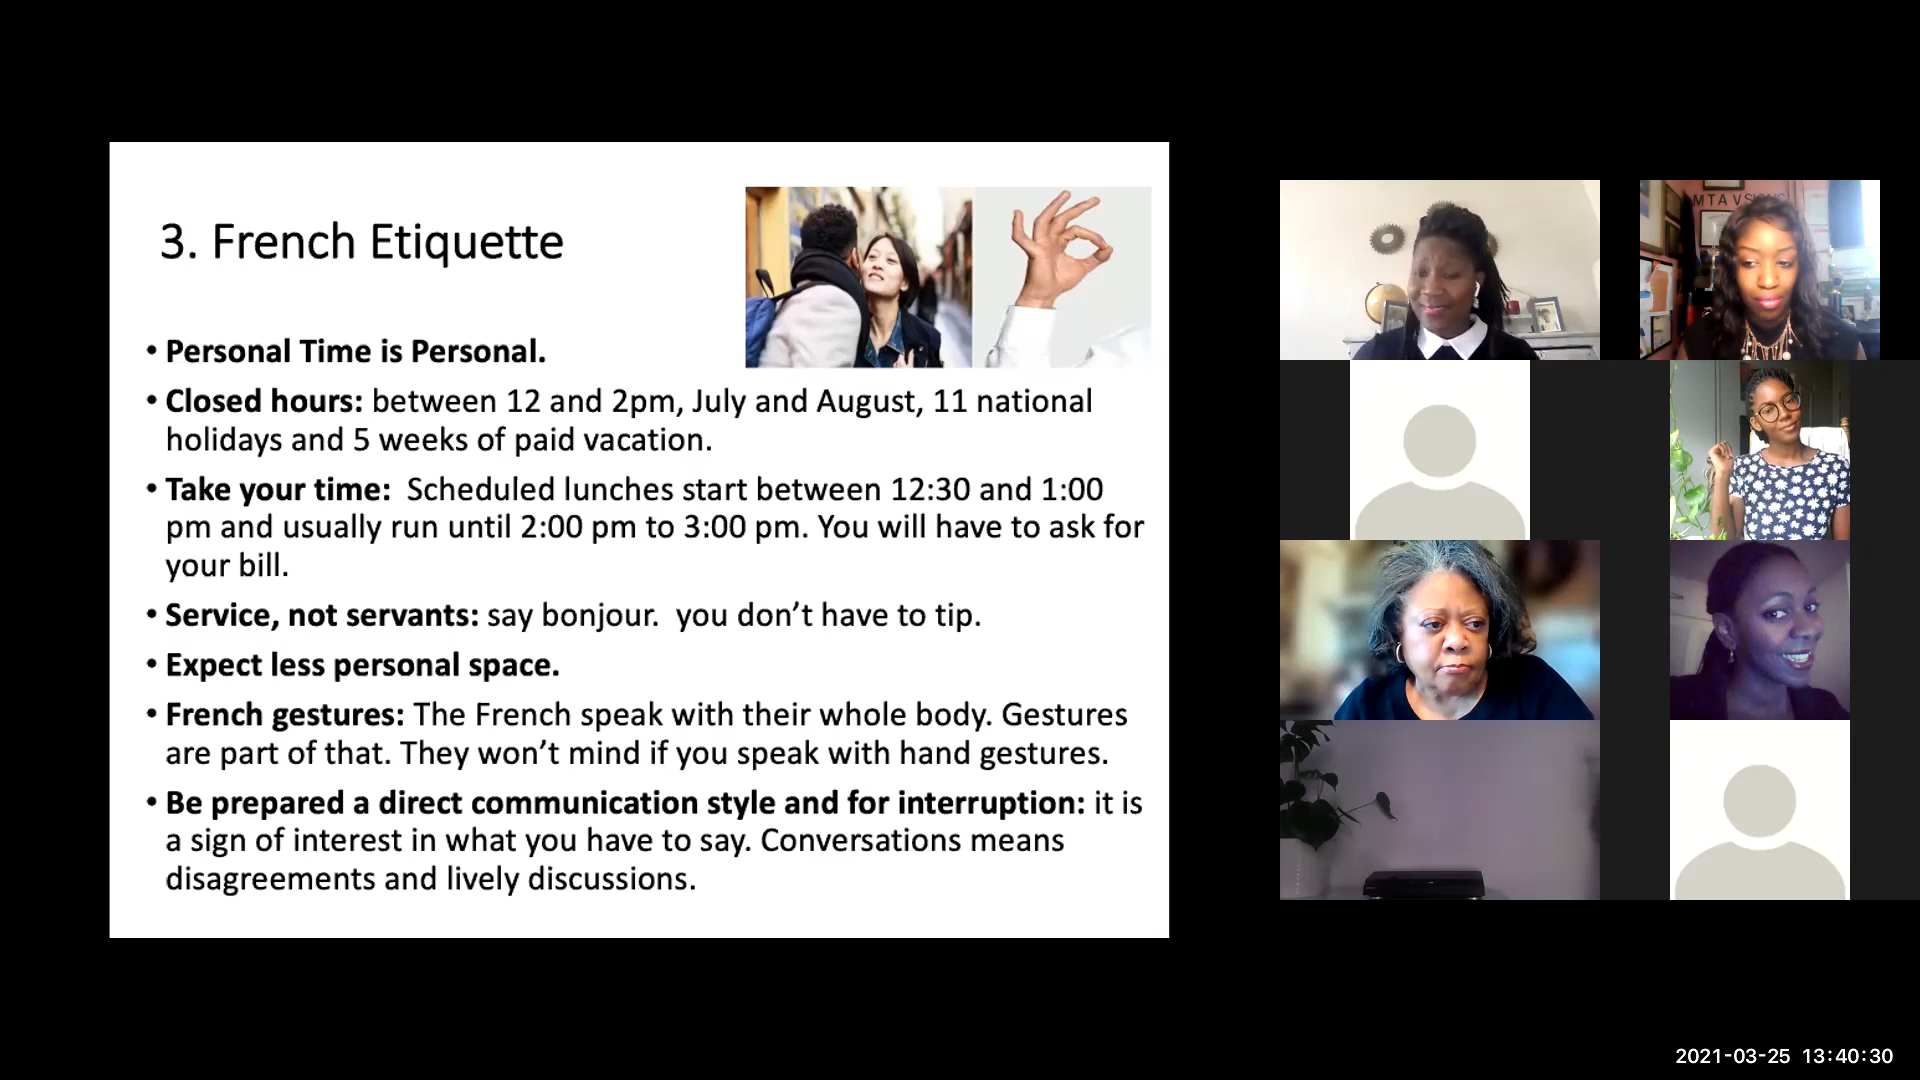 3. French Etiquette
• Personal Time is Personal.
• Closed hours: between 12 and 2pm, July and August, 11 national
holidays and 5 weeks of paid vacation.
• Take your time:  Scheduled lunches start between 12:30 and 1:00
pm and usually run until 2:00 pm to 3:00 pm. You will have to ask for
your bill.
• Service, not servants: say bonjour.  you don’t have to tip.
• Expect less personal space.
• French gestures: The French speak with their whole body. Gestures
are part of that. They won’t mind if you speak with hand gestures.
• Be prepared a direct communication style and for interruption: it is
a sign of interest in what you have to say. Conversations means
disagreements and lively discussions.
MTA
2021-03-25 13:40:30